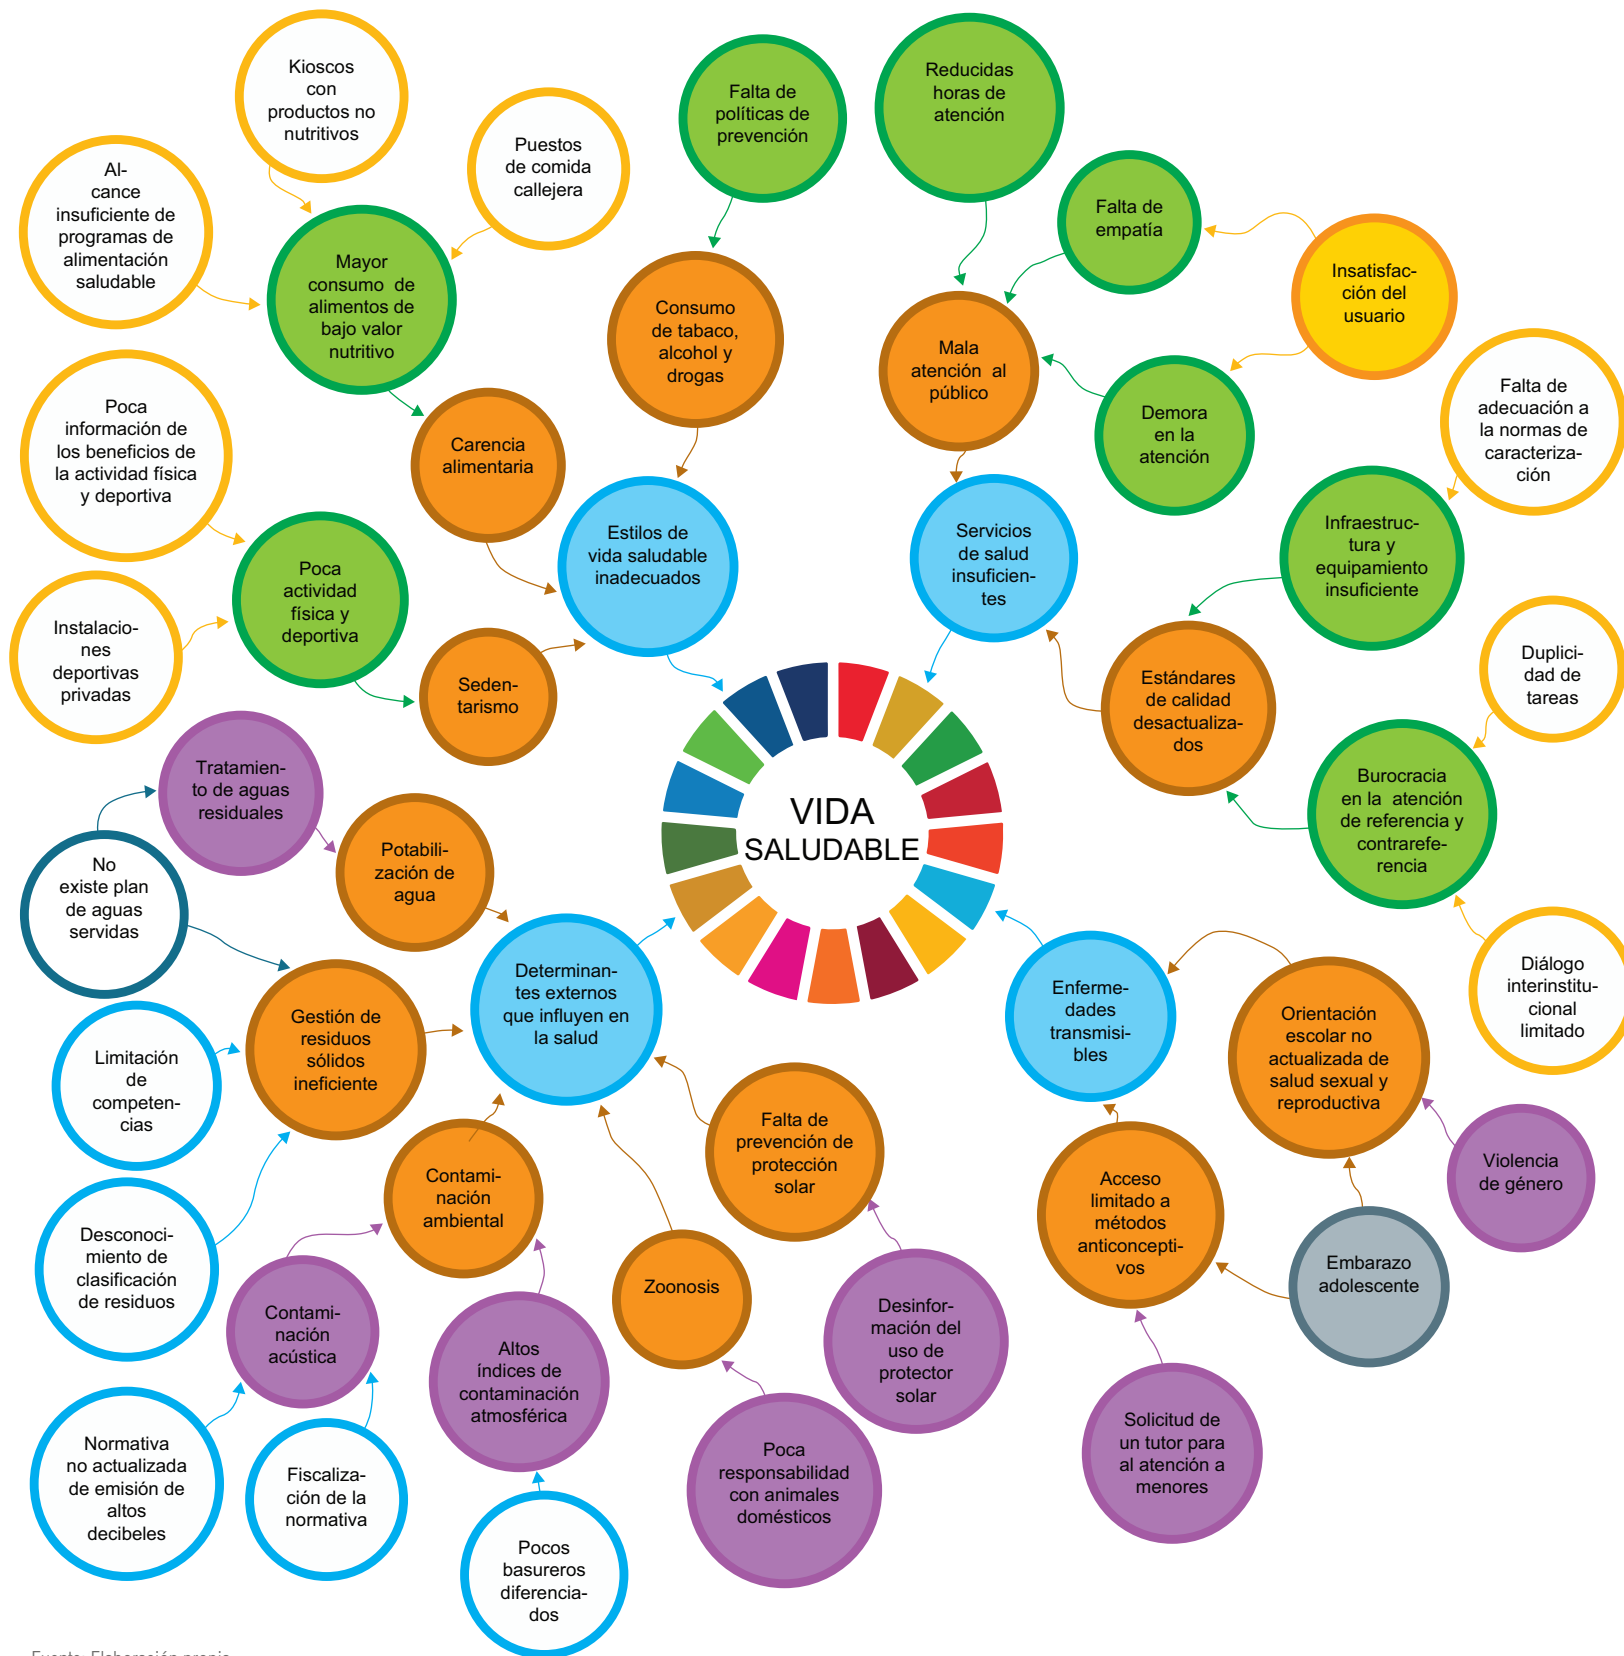 Kioscos
con
productos no
nutritivos
Puestos
de comida
callejera
Falta de
políticas de
prevención
Reducidas
horas de
atención
Al-
cance
insuficiente de
programas de
alimentación
saludable
Mayor
consumo de
alimentos de
bajo valor
nutritivo
Consumo
de tabaco,
alcohol y
drogas
Falta de
empatía
Insatisfac-
ción del
usuario
Mala
atención al
público
Demora
en la
atención
Falta de
adecuación a
la normas de
caracteriza-
ción
Poca
información de
los beneficios de
la actividad física
y deportiva
Carencia
alimentaria
Estilos de
vida saludable
inadecuados
Servicios
de salud
insuficien-
tes
Infraestruc-
tura y
equipamiento
insuficiente
Poca
actividad
física y
deportiva
Instalacio-
nes
deportivas
privadas
Seden-
tarismo
Estándares
de calidad
desactualiza-
dos
Duplici-
dad de
tareas
Tratamien-
to de aguas
residuales
Potabili-
zación de
agua
VIDA
SALUDABLE
Burocracia
en la atención
de referencia y
contrarefe-
rencia
No
existe plan
de aguas
servidas
Determinan-
tes externos
que influyen en
la salud
Enferme-
dades
transmisi-
bles
Orientación
escolar no
actualizada de
salud sexual y
reproductiva
Diálogo
interinstitu-
cional
limitado
Gestión de
residuos
sólidos
ineficiente
Limitación
de
competen-
cias
Falta de
prevención de
protección
solar
Contami-
nación
ambiental
Acceso
limitado a
métodos
anticoncepti-
vos
Violencia
de género
Desconoci-
miento de
clasificación
de residuos
Zoonosis
Embarazo
adolescente
Contami-
nación
acústica
Altos
índices de
contaminación
atmosférica
Desinfor-
mación del
uso de
protector
solar
Solicitud de
un tutor para
al atención a
menores
Normativa
no actualizada
de emisión de
altos
decibeles
Fiscaliza-
ción de la
normativa
Poca
responsabilidad
con animales
domésticos
Pocos
basureros
diferencia-
dos
Fuente: Elaboración propia